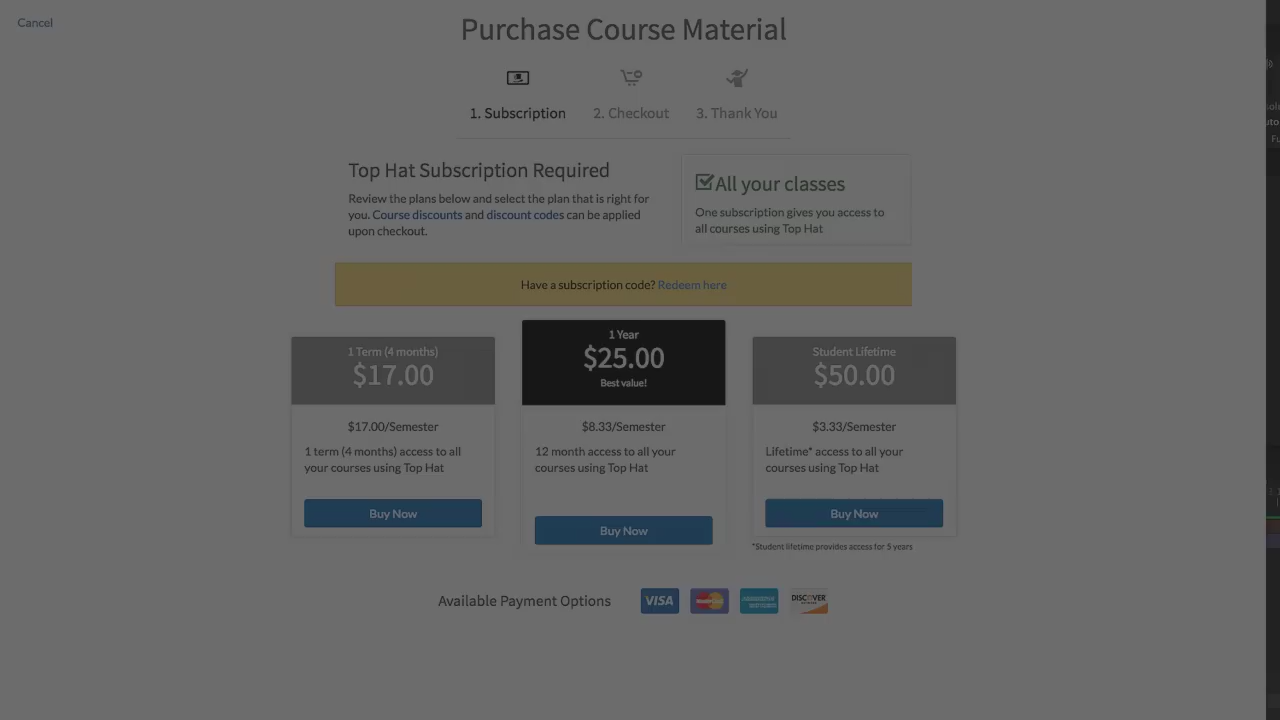 Cancel
Purchase Course Material
1. Subscription
2. Checkout
3. Thank You
Top Hat Subscription Required
Review the plans below and select the plan that is right for
you. Course discounts and discount codes can be applied
upon checkout.
All your classes
One subscription gives you access to
all courses using Top Hat
Have a subscription code? Redeem here
1 Term (4 months)
$17.00
$17.00/Semester
1 term (4 months) access to all
your courses using Top Hat
Buy Now
1 Year
$25.00
Best value!
$8.33/Semester
12 month access to all your
courses using Top Hat
Buy Now
Student Lifetime
$50.00
$3.33/Semester
Lifetime* access to all your
courses using Top Hat
Buy Now
*Student lifetime provides access for 5 years
Available Payment Options
VISA
DISCOVER